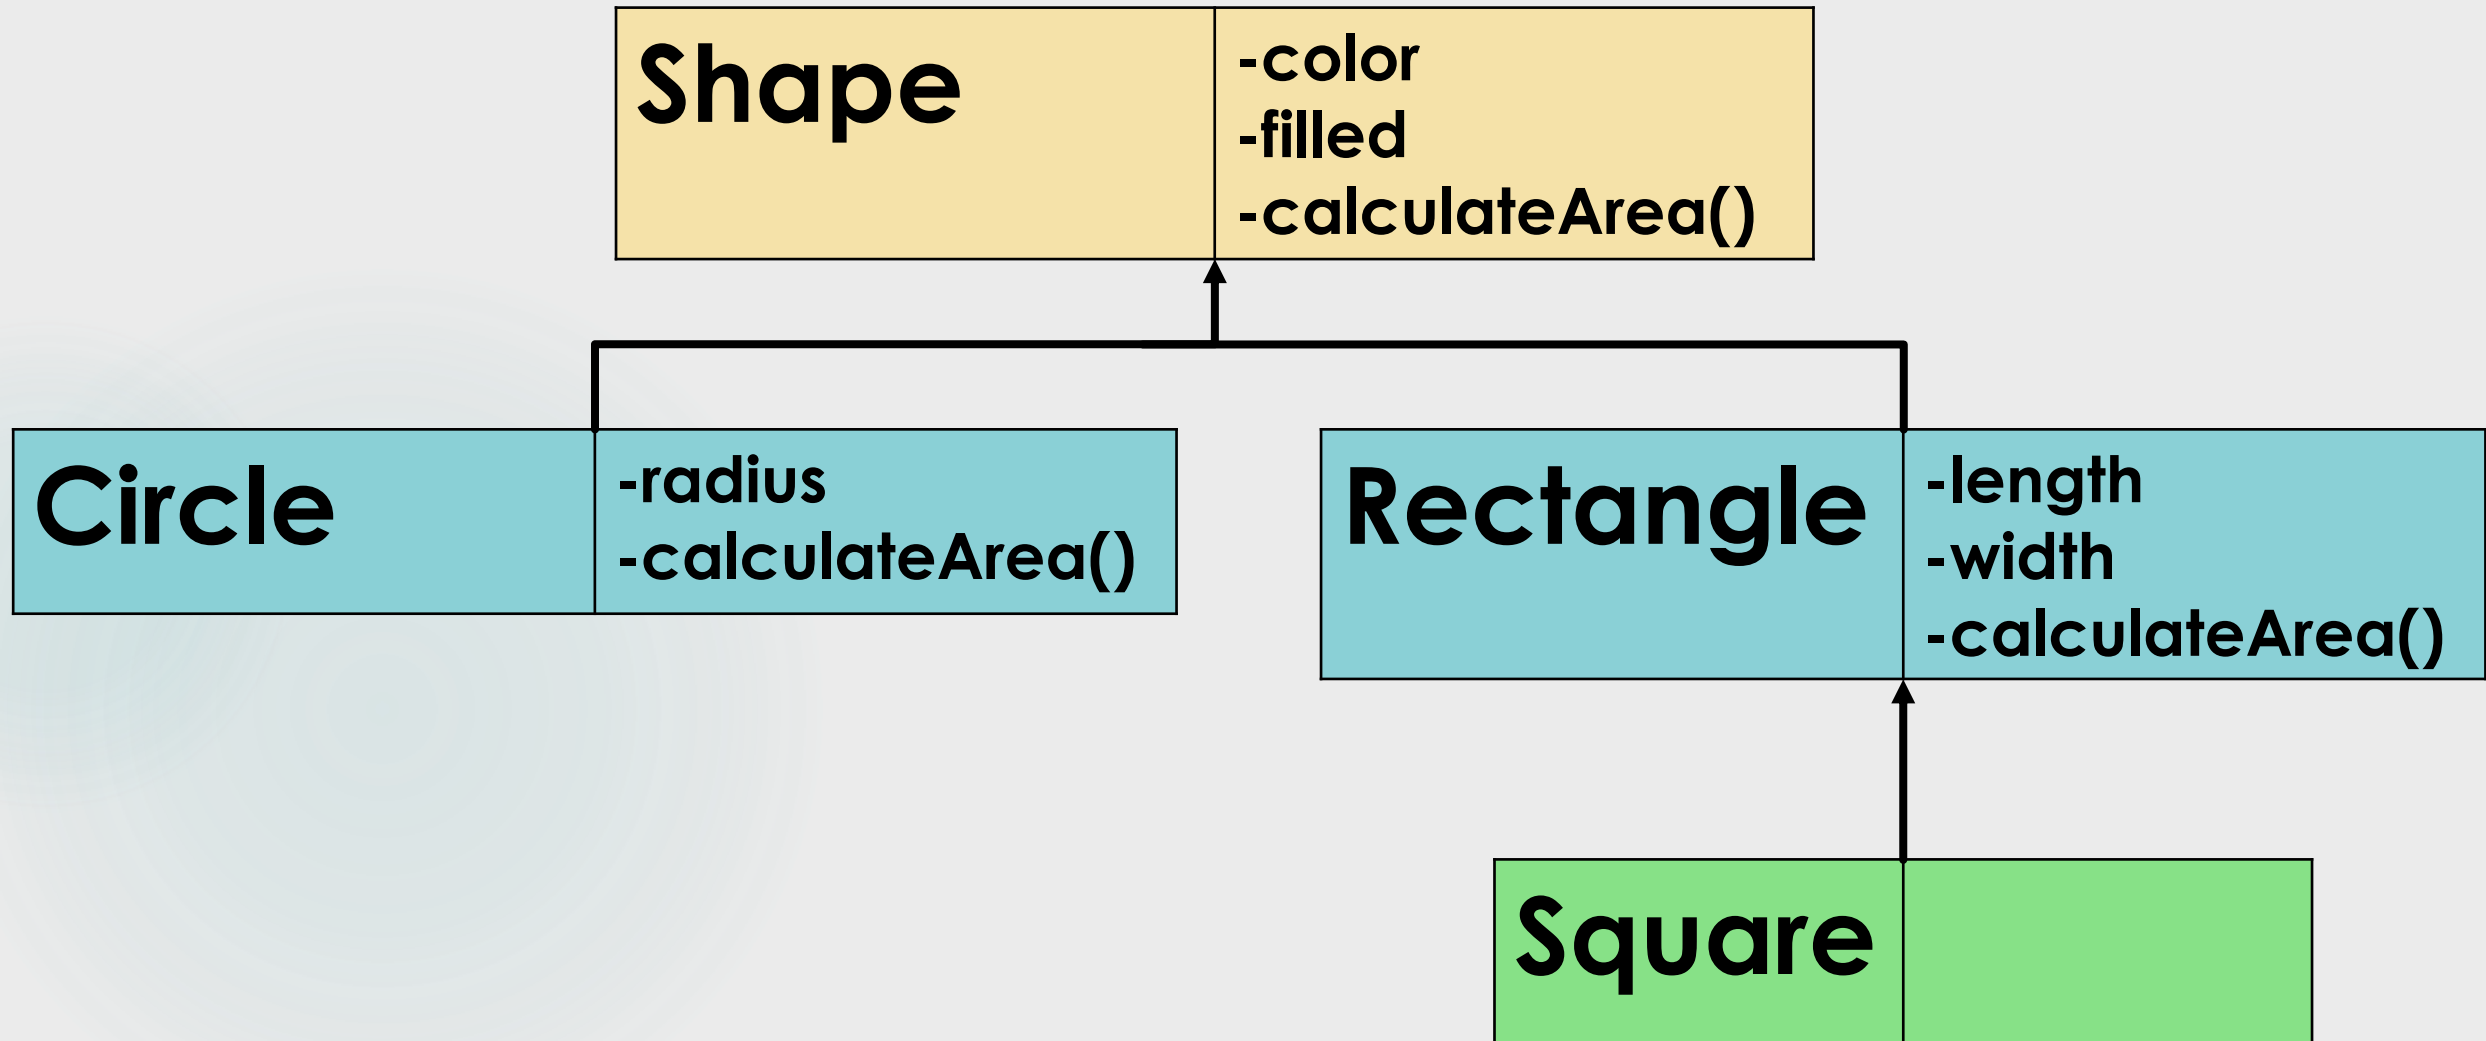 Shape
-color
-filled
-calculateArea()
Circle
-radius
-calculateArea()
Rectangle
-length
-width
-calculateArea()
Square